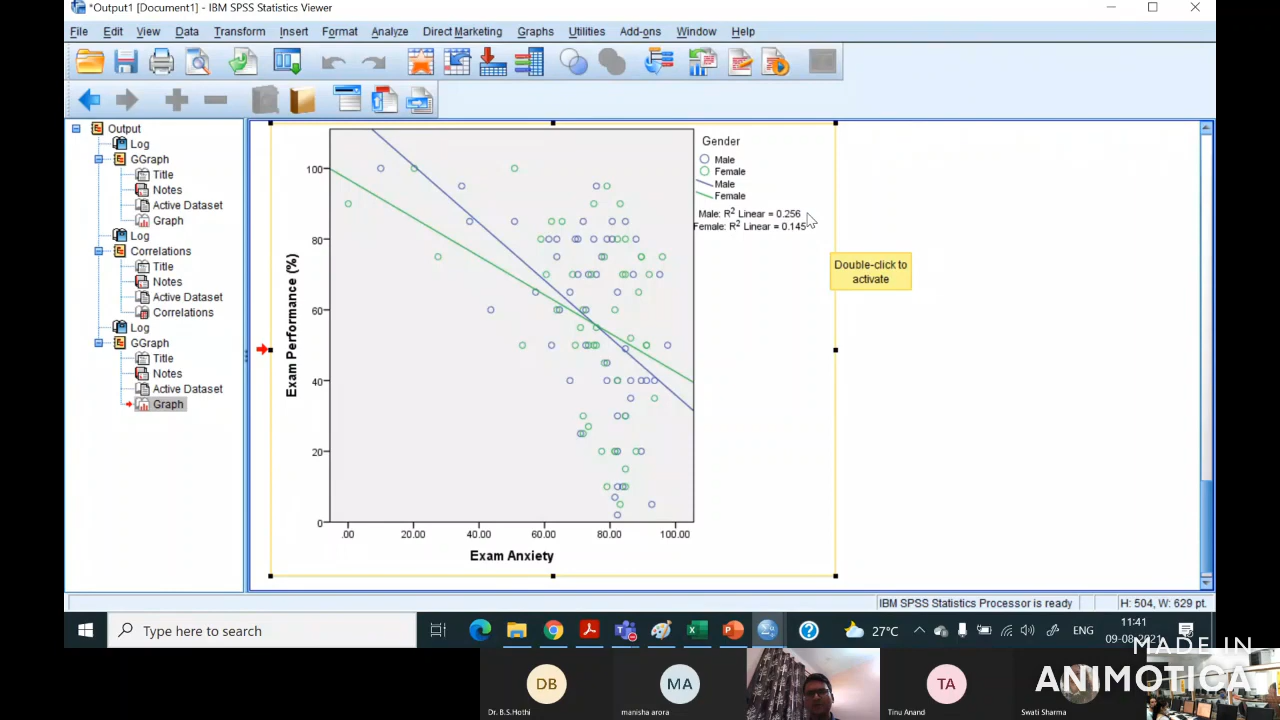 *Output1 [Document1] - IBM SPSS Statistics Viewer
File Edit View Data Transform Insert Format Analyze Direct Marketing Graphs Utilities Add-ons Window Help
Output
Log
GGraph
Title
Notes
Active Dataset
Graph
Log
Correlations
Title
Notes
Active Dataset
Correlations
Log
GGraph
Title
Notes
Active Dataset
Graph
Exam Performance (%)
100
80
60
40
20
0
.00 20.00 40.00 60.00 80.00 100.00
Exam Anxiety
Gender
Male
Female
Male
Female
Male: R2 Linear = 0.256
Female: R2 Linear = 0.145
Double-click to
activate
IBM SPSS Statistics Processor is ready H: 504, W: 629 pt.
Type here to search
27°C ENG
11:41
09-08-2021
MADE IN
ANIMOTICA
DB
Dr. B.S.Hothi
MA
manisha arora
TA
Tinu Anand
Swati Sharma